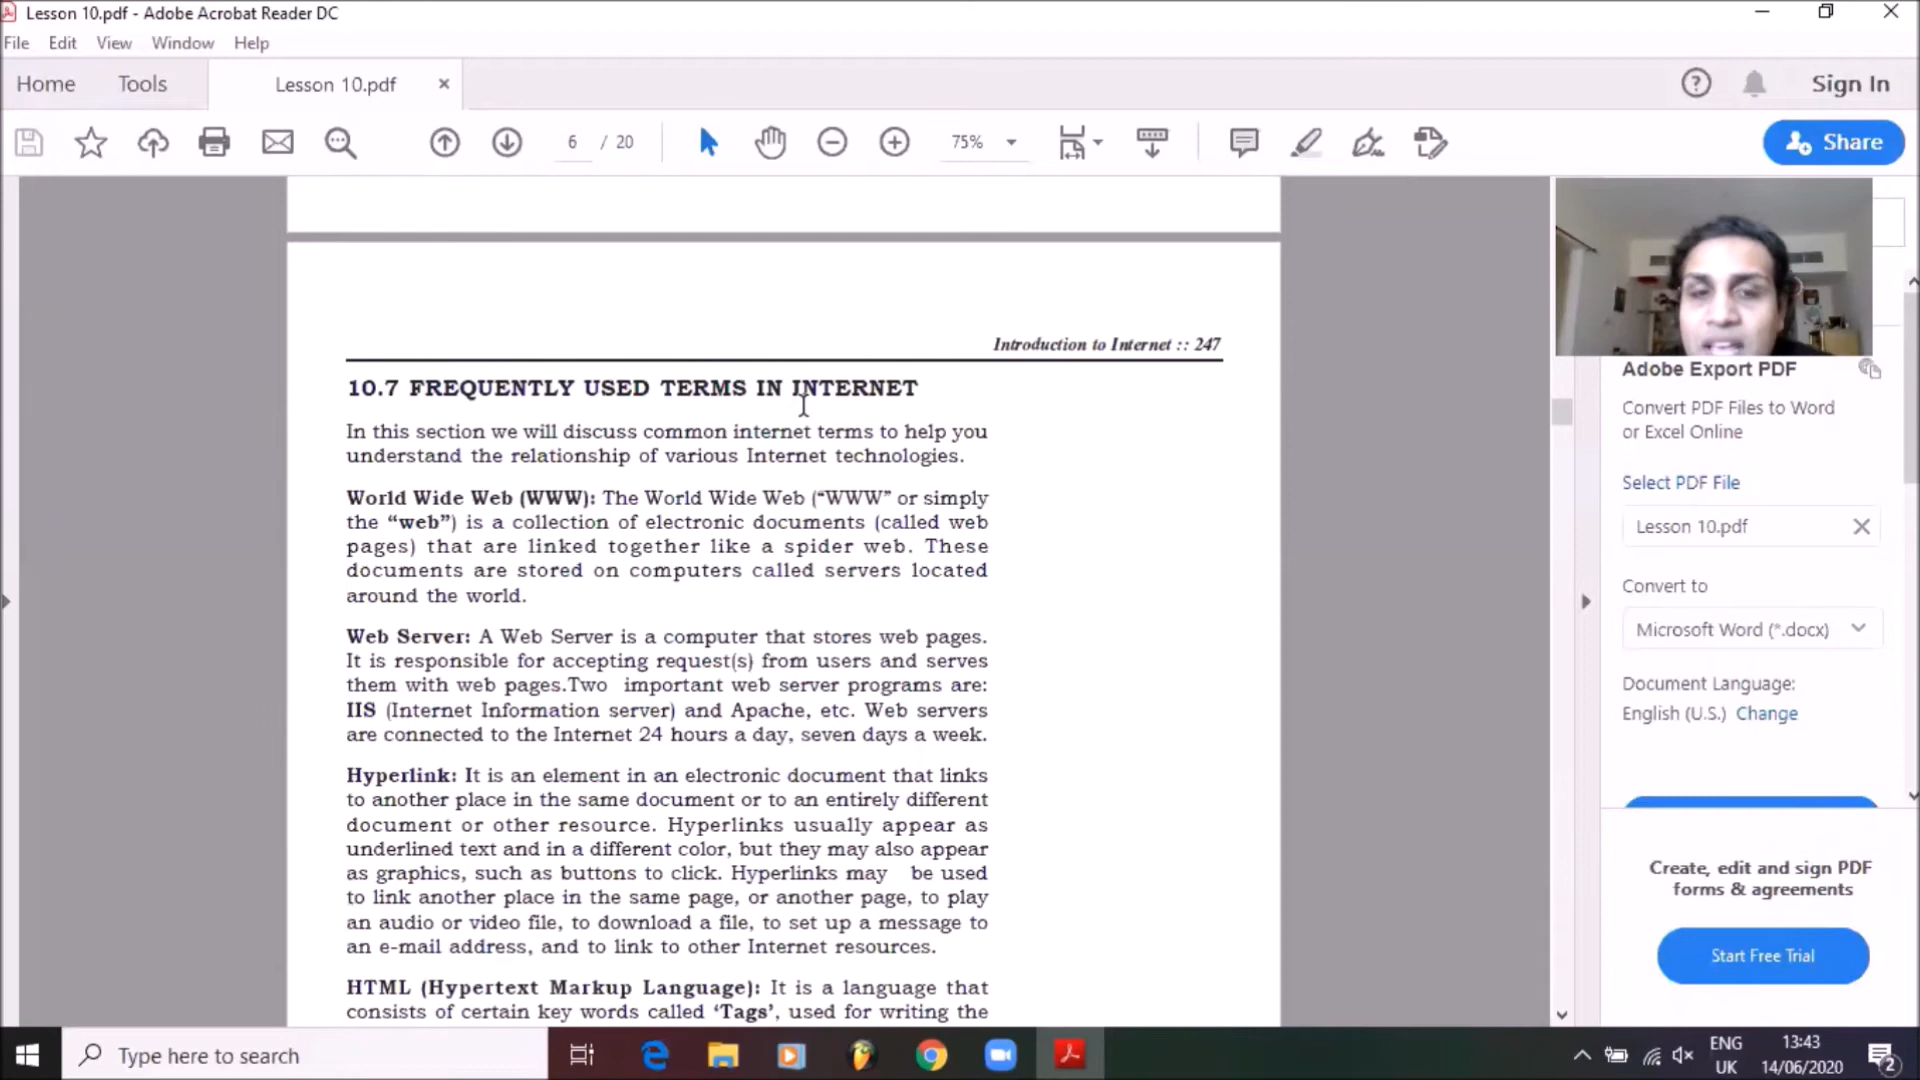 Lesson 10.pdf - Adobe Acrobat Reader DC
File Edit View Window Help
Home Tools Lesson 10.pdf Sign In
6 / 20 75% Share
Introduction to Internet :: 247
10.7 FREQUENTLY USED TERMS IN INTERNET
In this section we will discuss common internet terms to help you
understand the relationship of various Internet technologies.
World Wide Web (WWW): The World Wide Web (“WWW” or simply
the “web”) is a collection of electronic documents (called web
pages) that are linked together like a spider web. These
documents are stored on computers called servers located
around the world.
Web Server: A Web Server is a computer that stores web pages.
It is responsible for accepting request(s) from users and serves
them with web pages.Two important web server programs are:
IIS (Internet Information server) and Apache, etc. Web servers
are connected to the Internet 24 hours a day, seven days a week.
Hyperlink: It is an element in an electronic document that links
to another place in the same document or to an entirely different
document or other resource. Hyperlinks usually appear as
underlined text and in a different color, but they may also appear
as graphics, such as buttons to click. Hyperlinks may be used
to link another place in the same page, or another page, to play
an audio or video file, to download a file, to set up a message to
an e-mail address, and to link to other Internet resources.
HTML (Hypertext Markup Language): It is a language that
consists of certain key words called ‘Tags’, used for writing the
Adobe Export PDF
Convert PDF Files to Word
or Excel Online
Select PDF File
Lesson 10.pdf
Convert to
Microsoft Word (*.docx)
Document Language:
English (U.S.) Change
Create, edit and sign PDF
forms & agreements
Start Free Trial
Type here to search
ENG
UK
13:43
14/06/2020
2